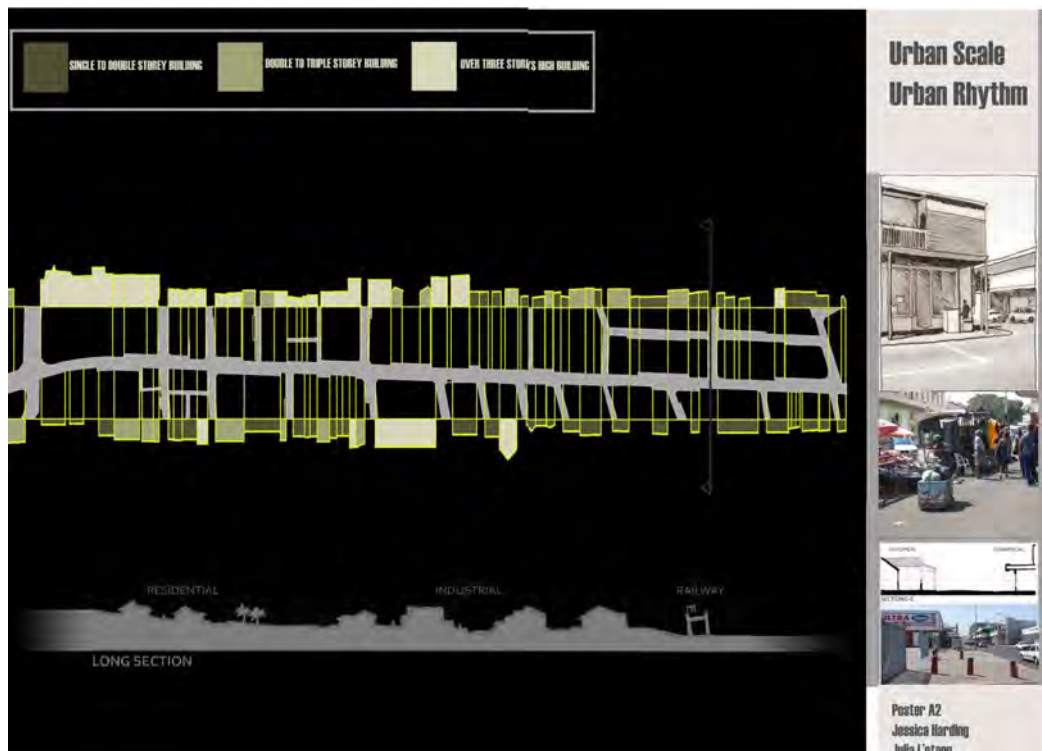 SINGLE TO DOUBLE STOREY BUILDING
DOUBLE TO TRIPLE STOREY BUILDING
OVER THREE STOREYS HIGH BUILDING
Urban Scale
Urban Rhythm
RESIDENTIAL
INDUSTRIAL
RAILWAY
LONG SECTION
ULTRA
Poster A2
Jessica Harding